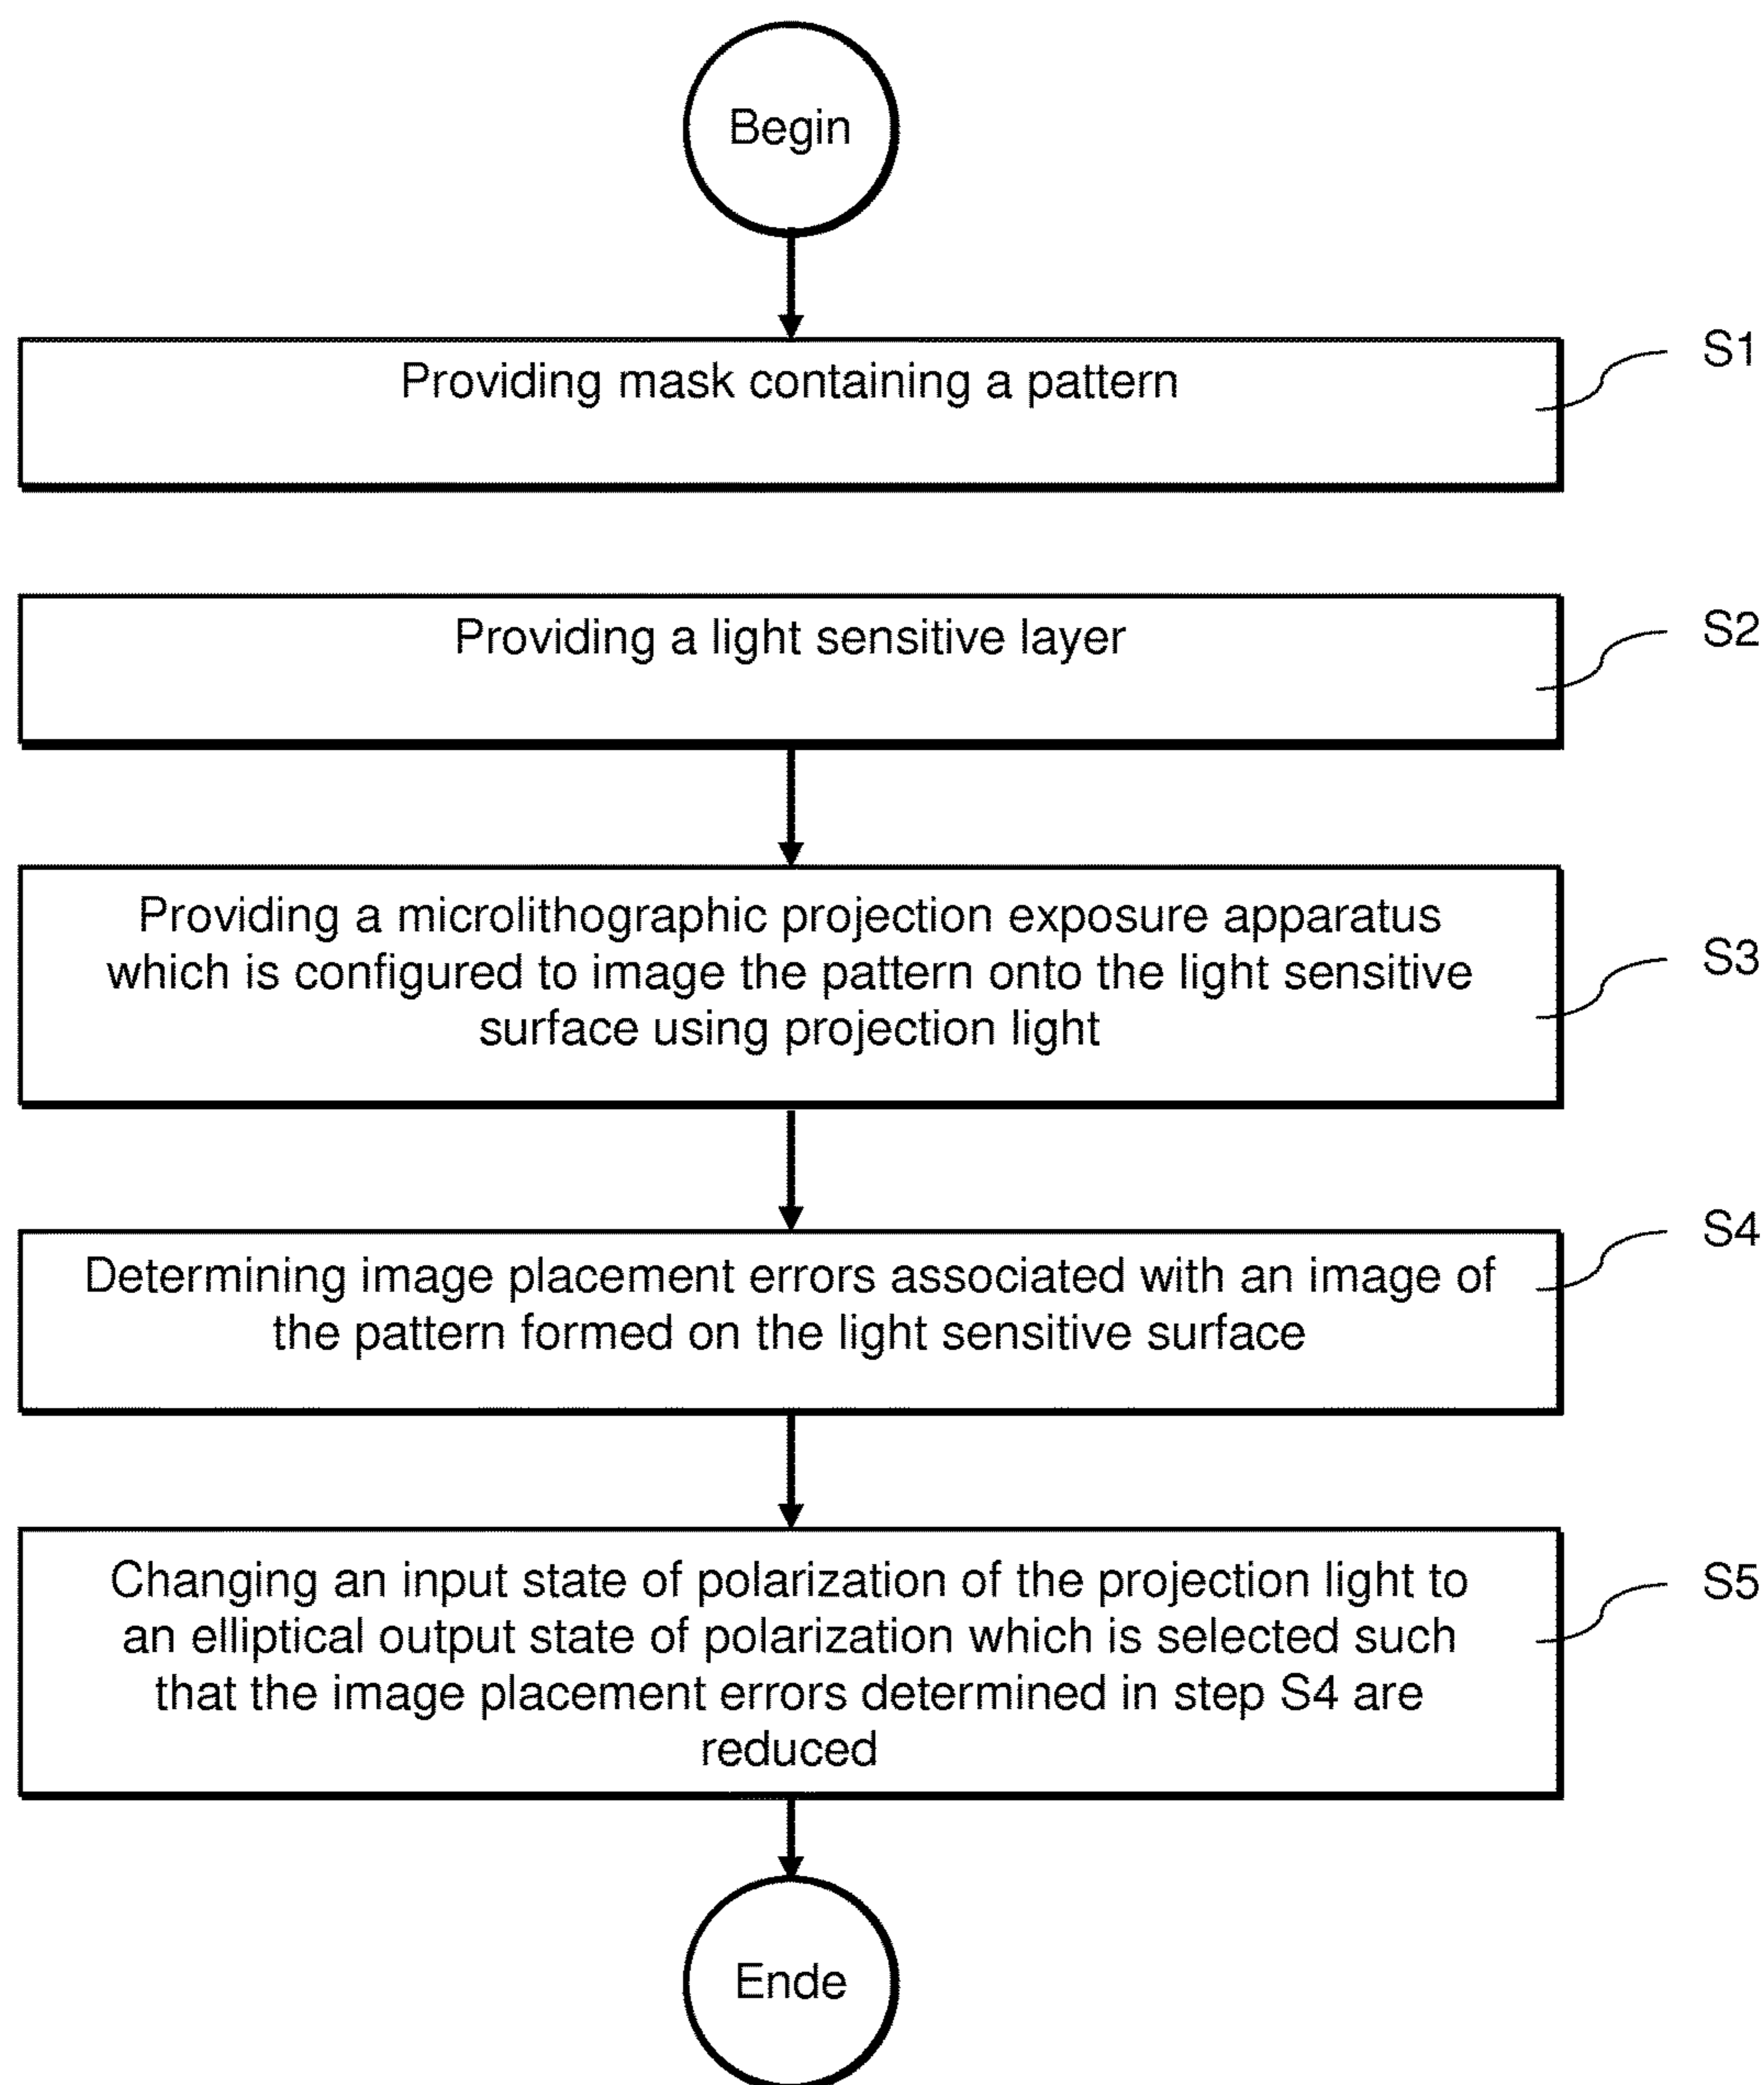 Begin
Providing mask containing a pattern
S1
Providing a light sensitive layer
S2
Providing a microlithographic projection exposure apparatus
which is configured to image the pattern onto the light sensitive
surface using projection light
S3
Determining image placement errors associated with an image of
the pattern formed on the light sensitive surface
S4
Changing an input state of polarization of the projection light to
an elliptical output state of polarization which is selected such
that the image placement errors determined in step S4 are
reduced
S5
Ende